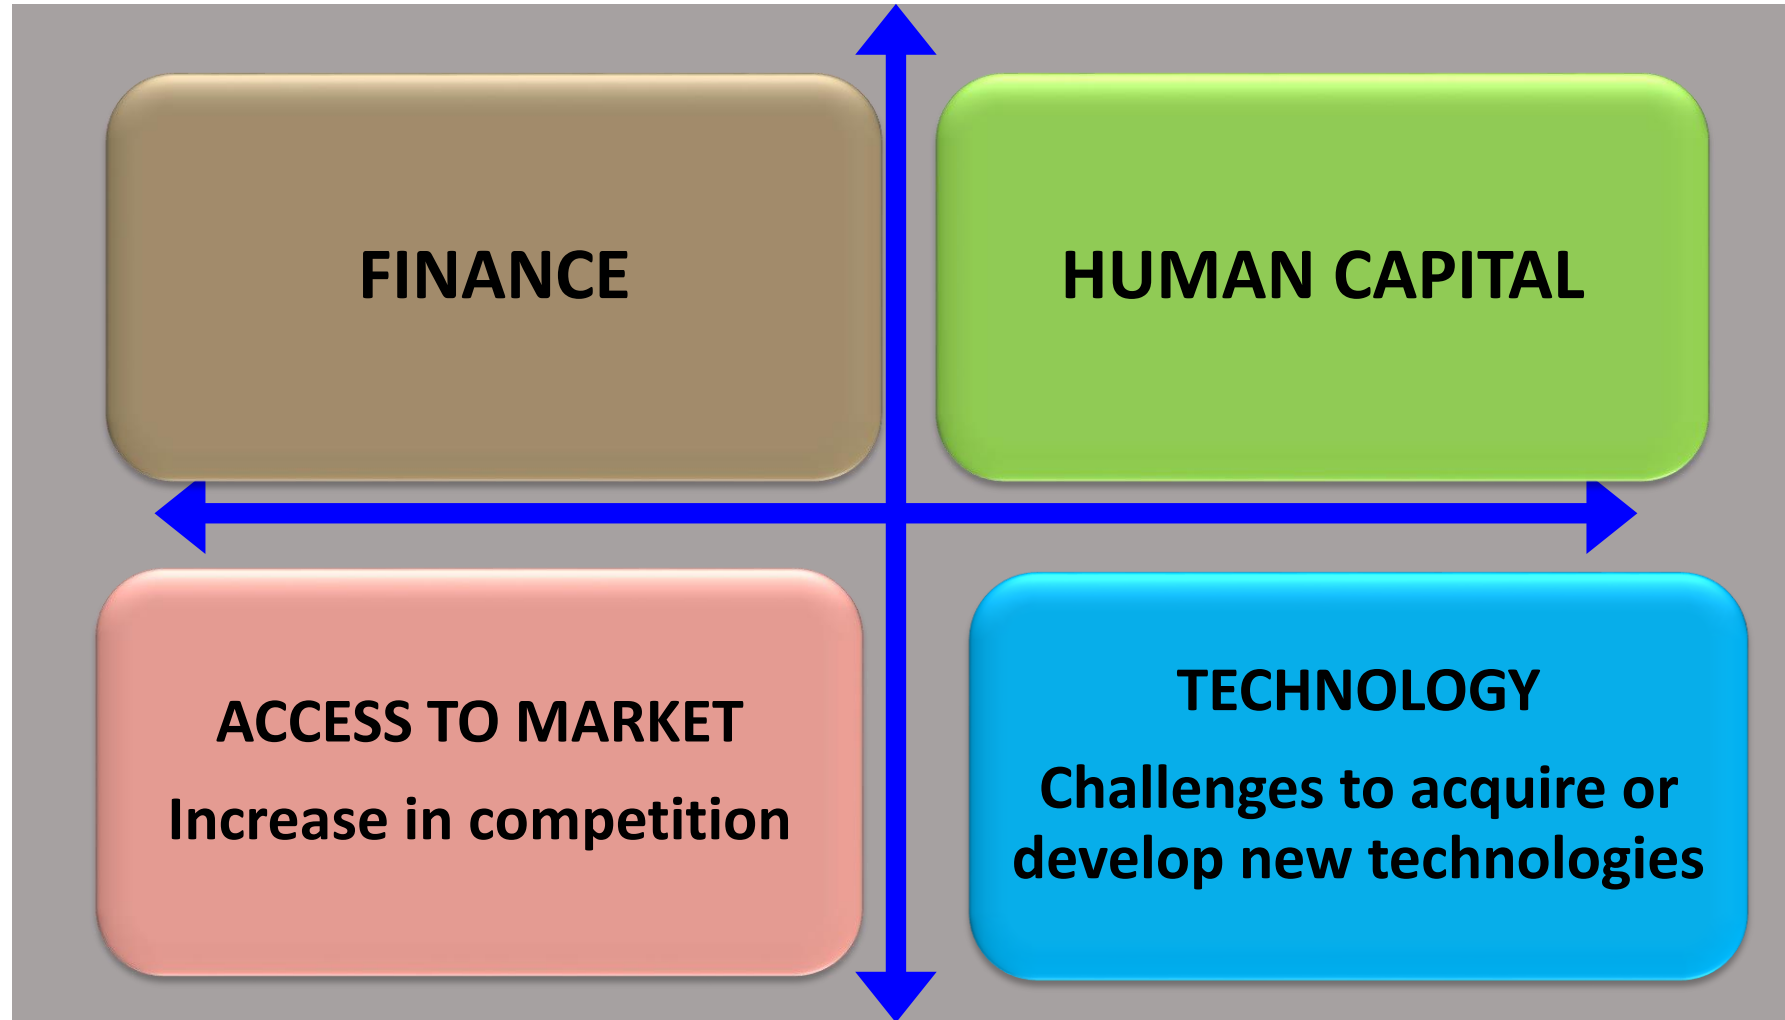 FINANCE
HUMAN CAPITAL
ACCESS TO MARKET
Increase in competition
TECHNOLOGY
Challenges to acquire or
develop new technologies